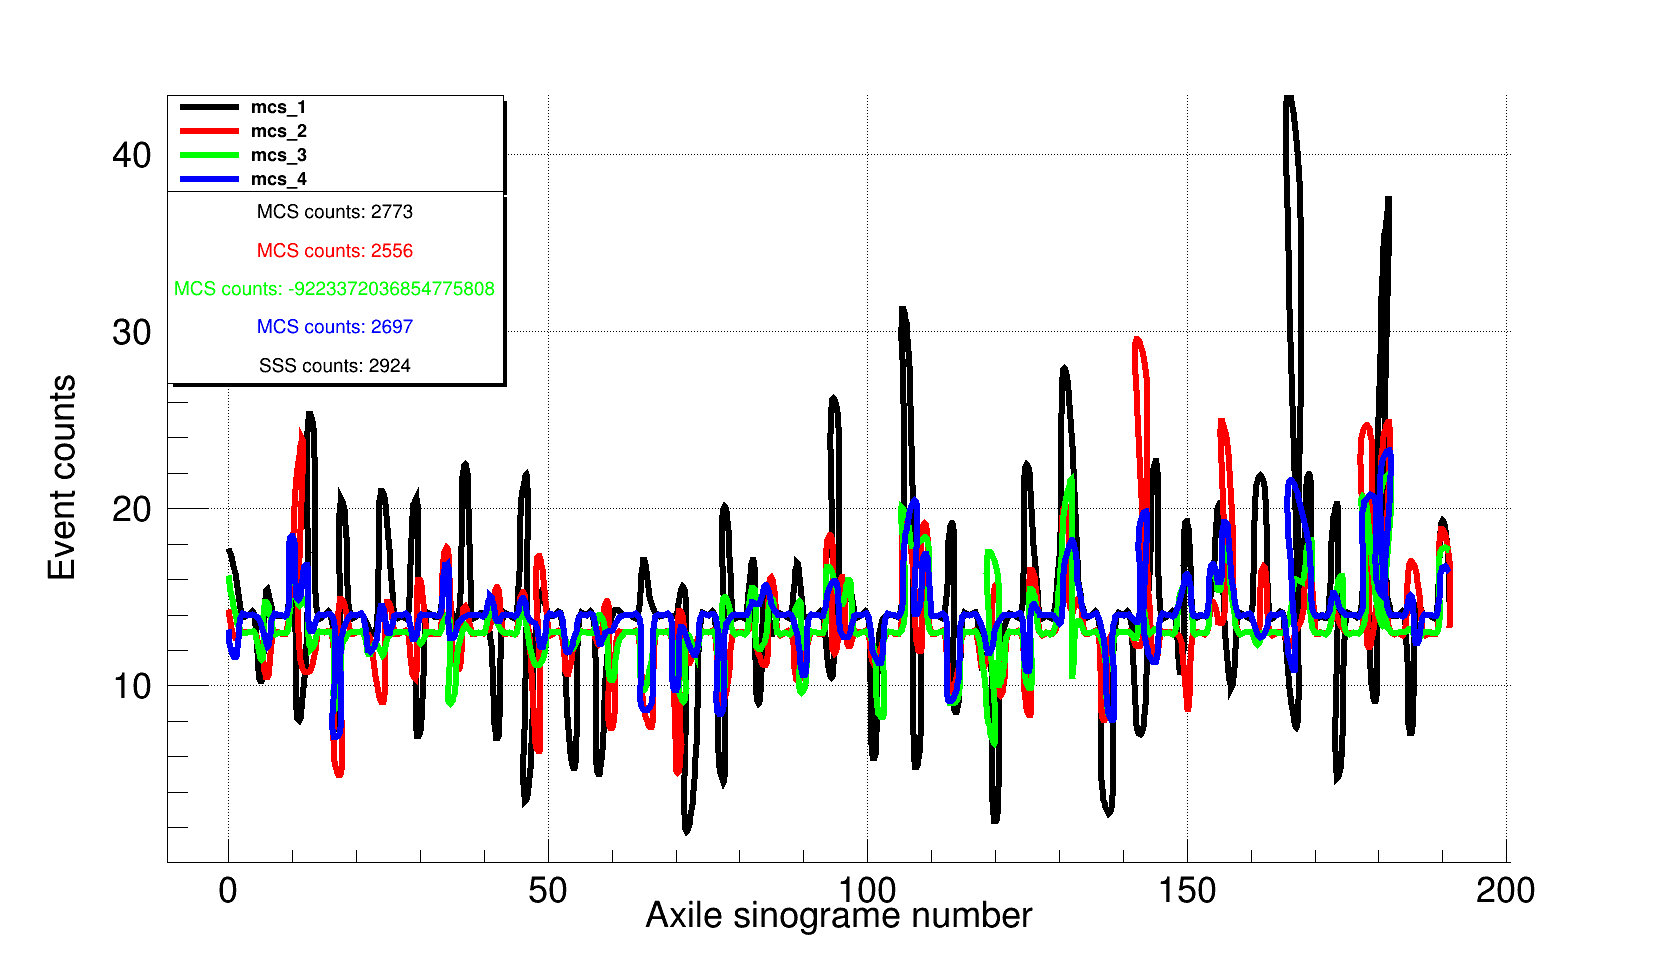 mcs_1
mcs_2
mcs_3
mcs_4
MCS counts: 2773
MCS counts: 2556
MCS counts: -9223372036854775808
MCS counts: 2697
SSS counts: 2924
Event counts
40
30
20
10
0 50 100 150 200
Axile sinograme number